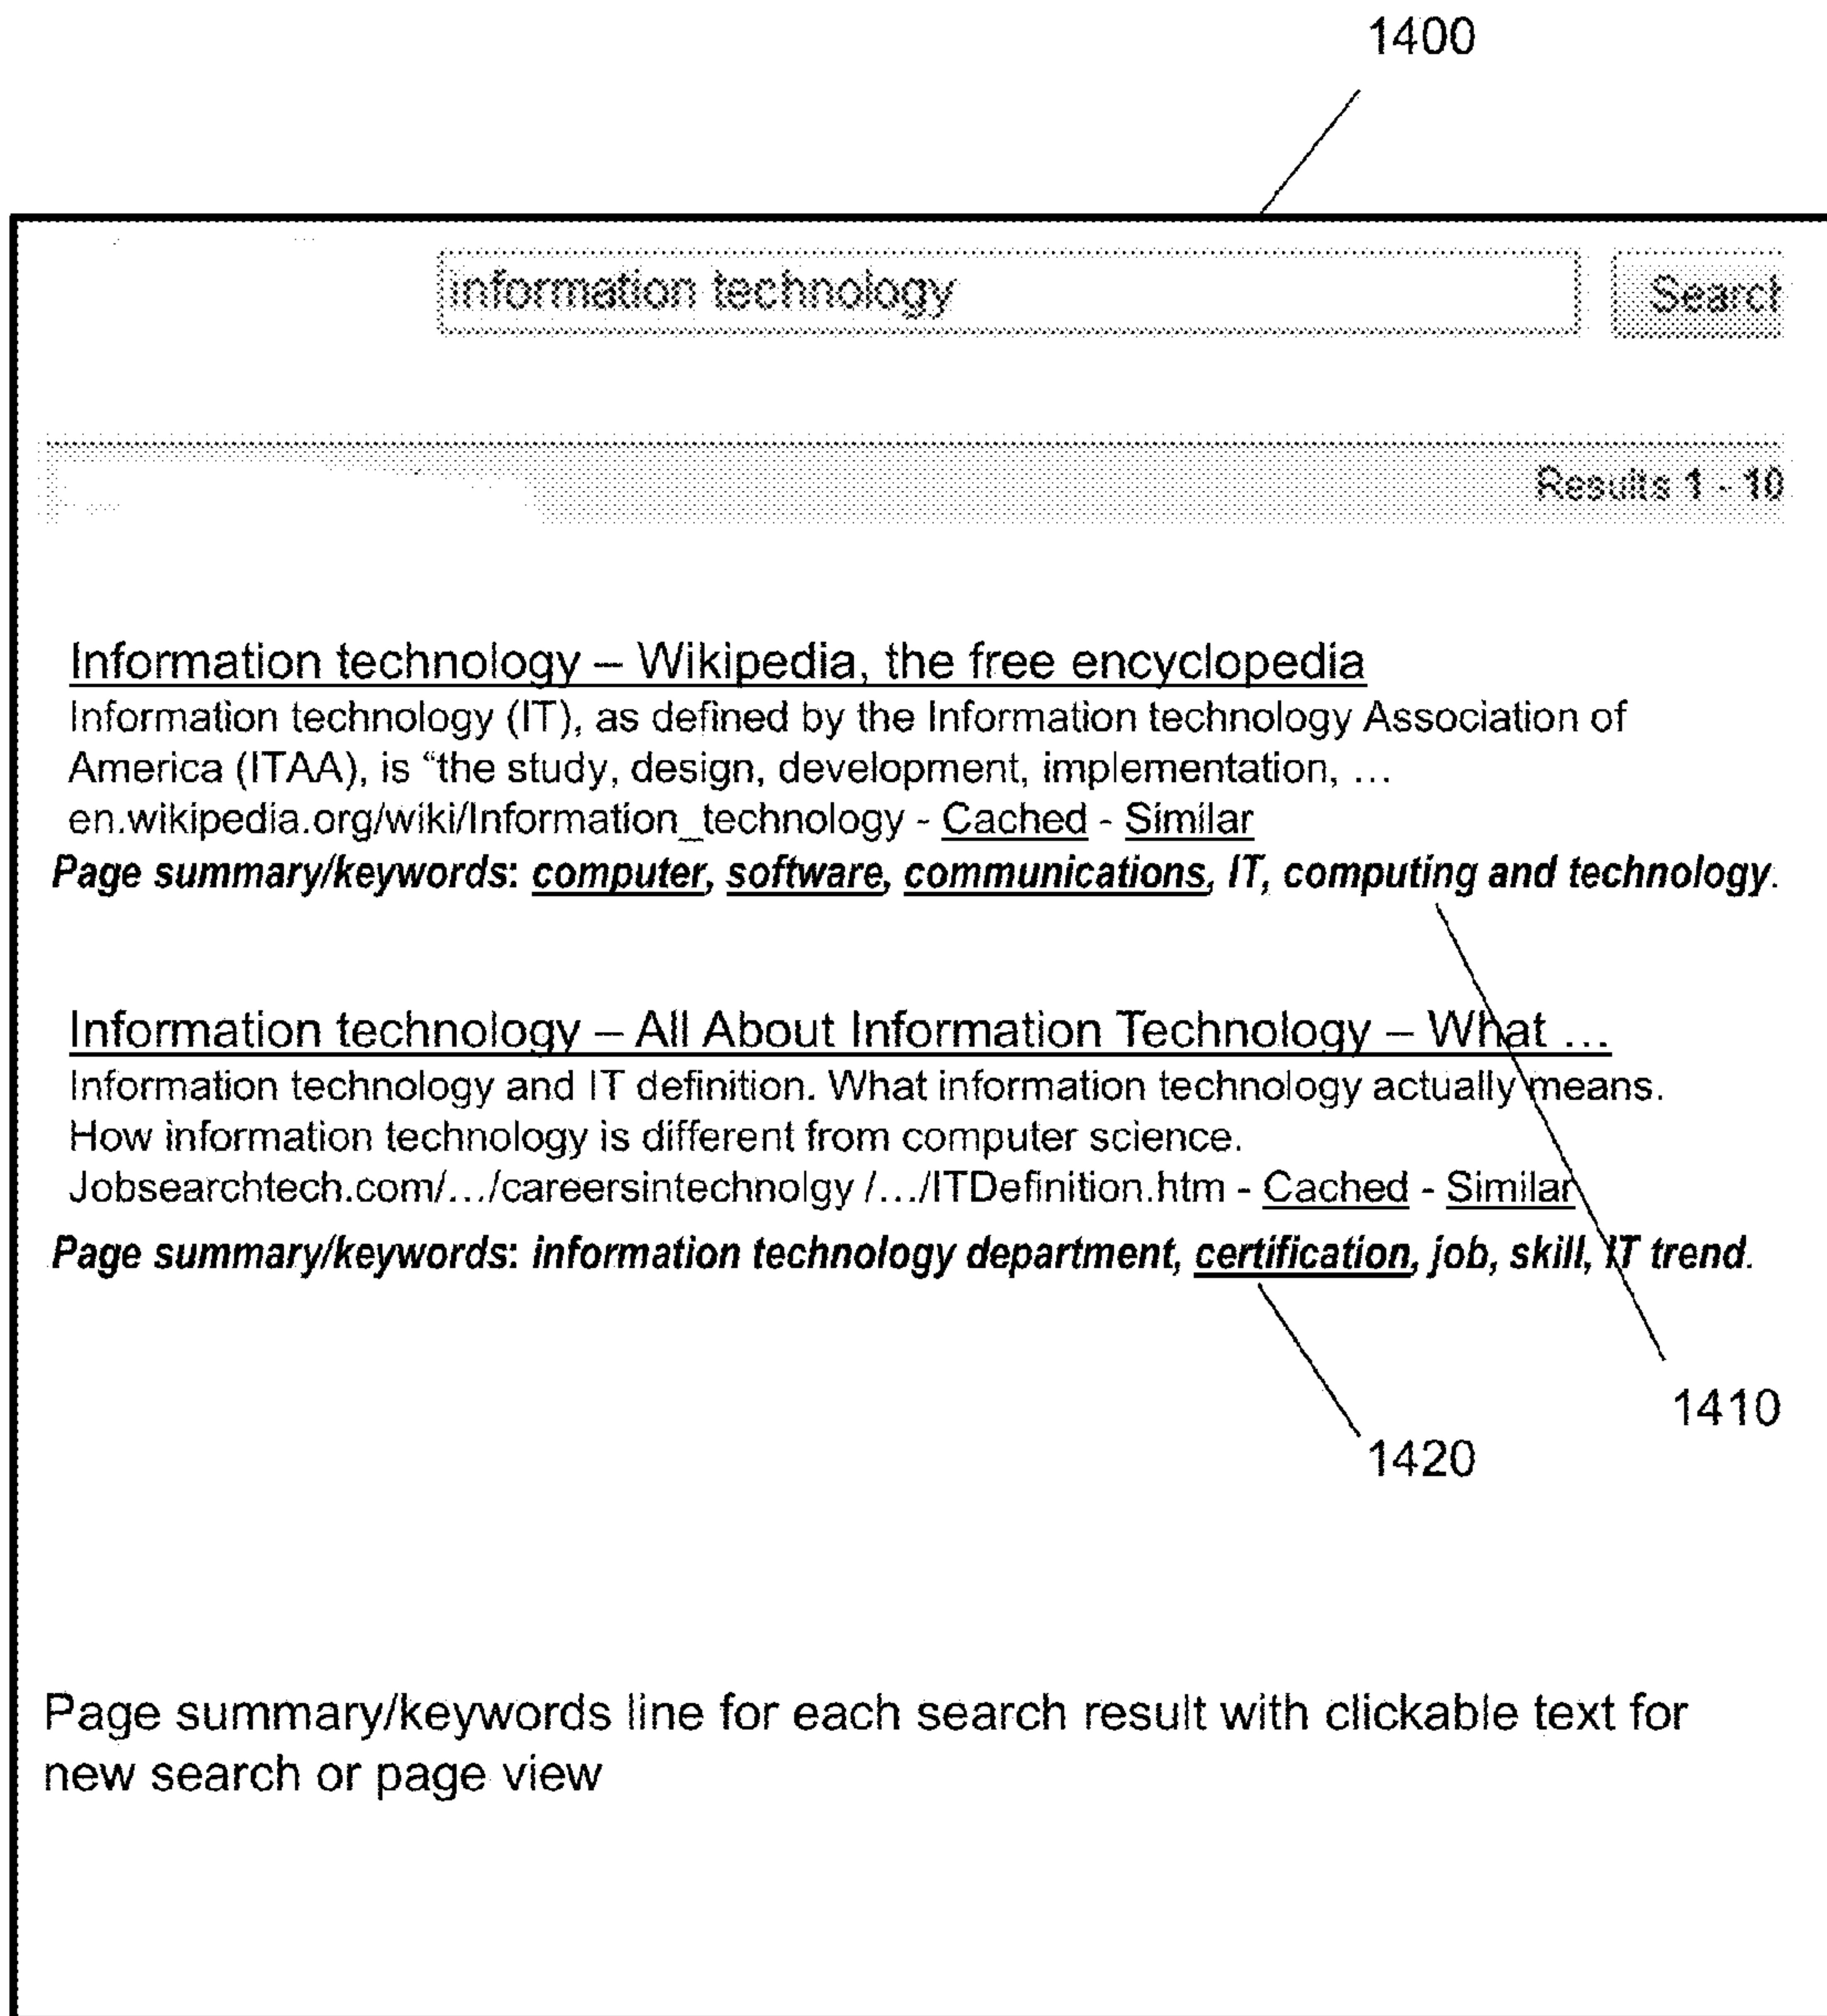 1400
information technology
Searcl
Results 1 - 10
Information technology – Wikipedia, the free encyclopedia
Information technology (IT), as defined by the Information technology Association of
America (ITAA), is “the study, design, development, implementation, …
en.wikipedia.org/wiki/Information_technology - Cached - Similar
Page summary/keywords: computer, software, communications, IT, computing and technology.
Information technology – All About Information Technology – What …
Information technology and IT definition. What information technology actually means.
How information technology is different from computer science.
Jobsearchtech.com/…/careersintechnolgy /…/ITDefinition.htm - Cached - Similar
Page summary/keywords: information technology department, certification, job, skill, IT trend.
1410
1420
Page summary/keywords line for each search result with clickable text for
new search or page view